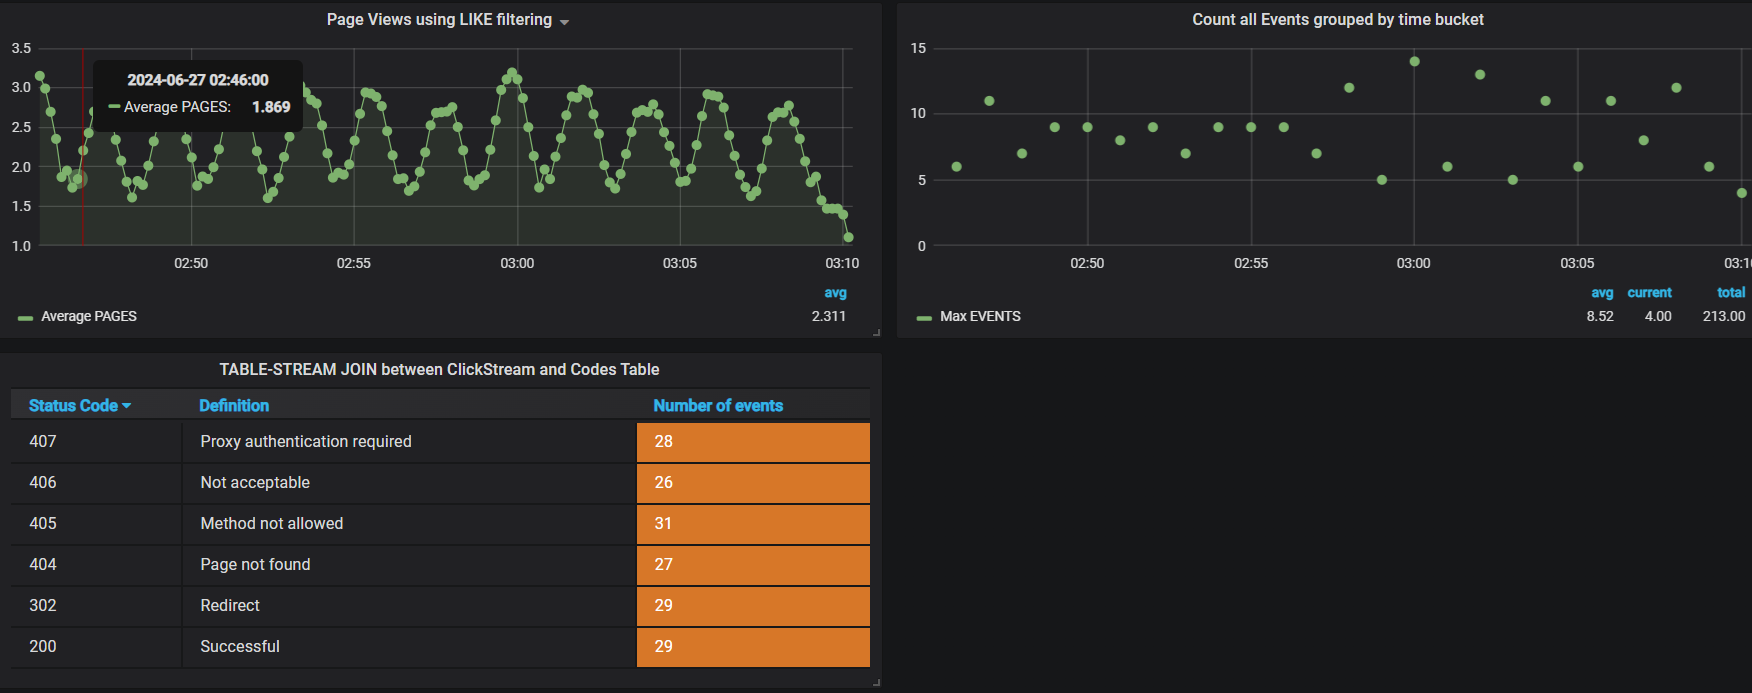 Page Views using LIKE filtering
3.5
3.0
2.5
2.0
1.5
1.0
2024-06-27 02:46:00
Average PAGES: 1.869
02:50 02:55 03:00 03:05 03:10
avg
Average PAGES 2.311
Count all Events grouped by time bucket
15
10
5
0
02:50 02:55 03:00 03:05 03:1
avg current total
Max EVENTS 8.52 4.00 213.00
TABLE-STREAM JOIN between ClickStream and Codes Table
Status Code Definition Number of events
407 Proxy authentication required 28
406 Not acceptable 26
405 Method not allowed 31
404 Page not found 27
302 Redirect 29
200 Successful 29